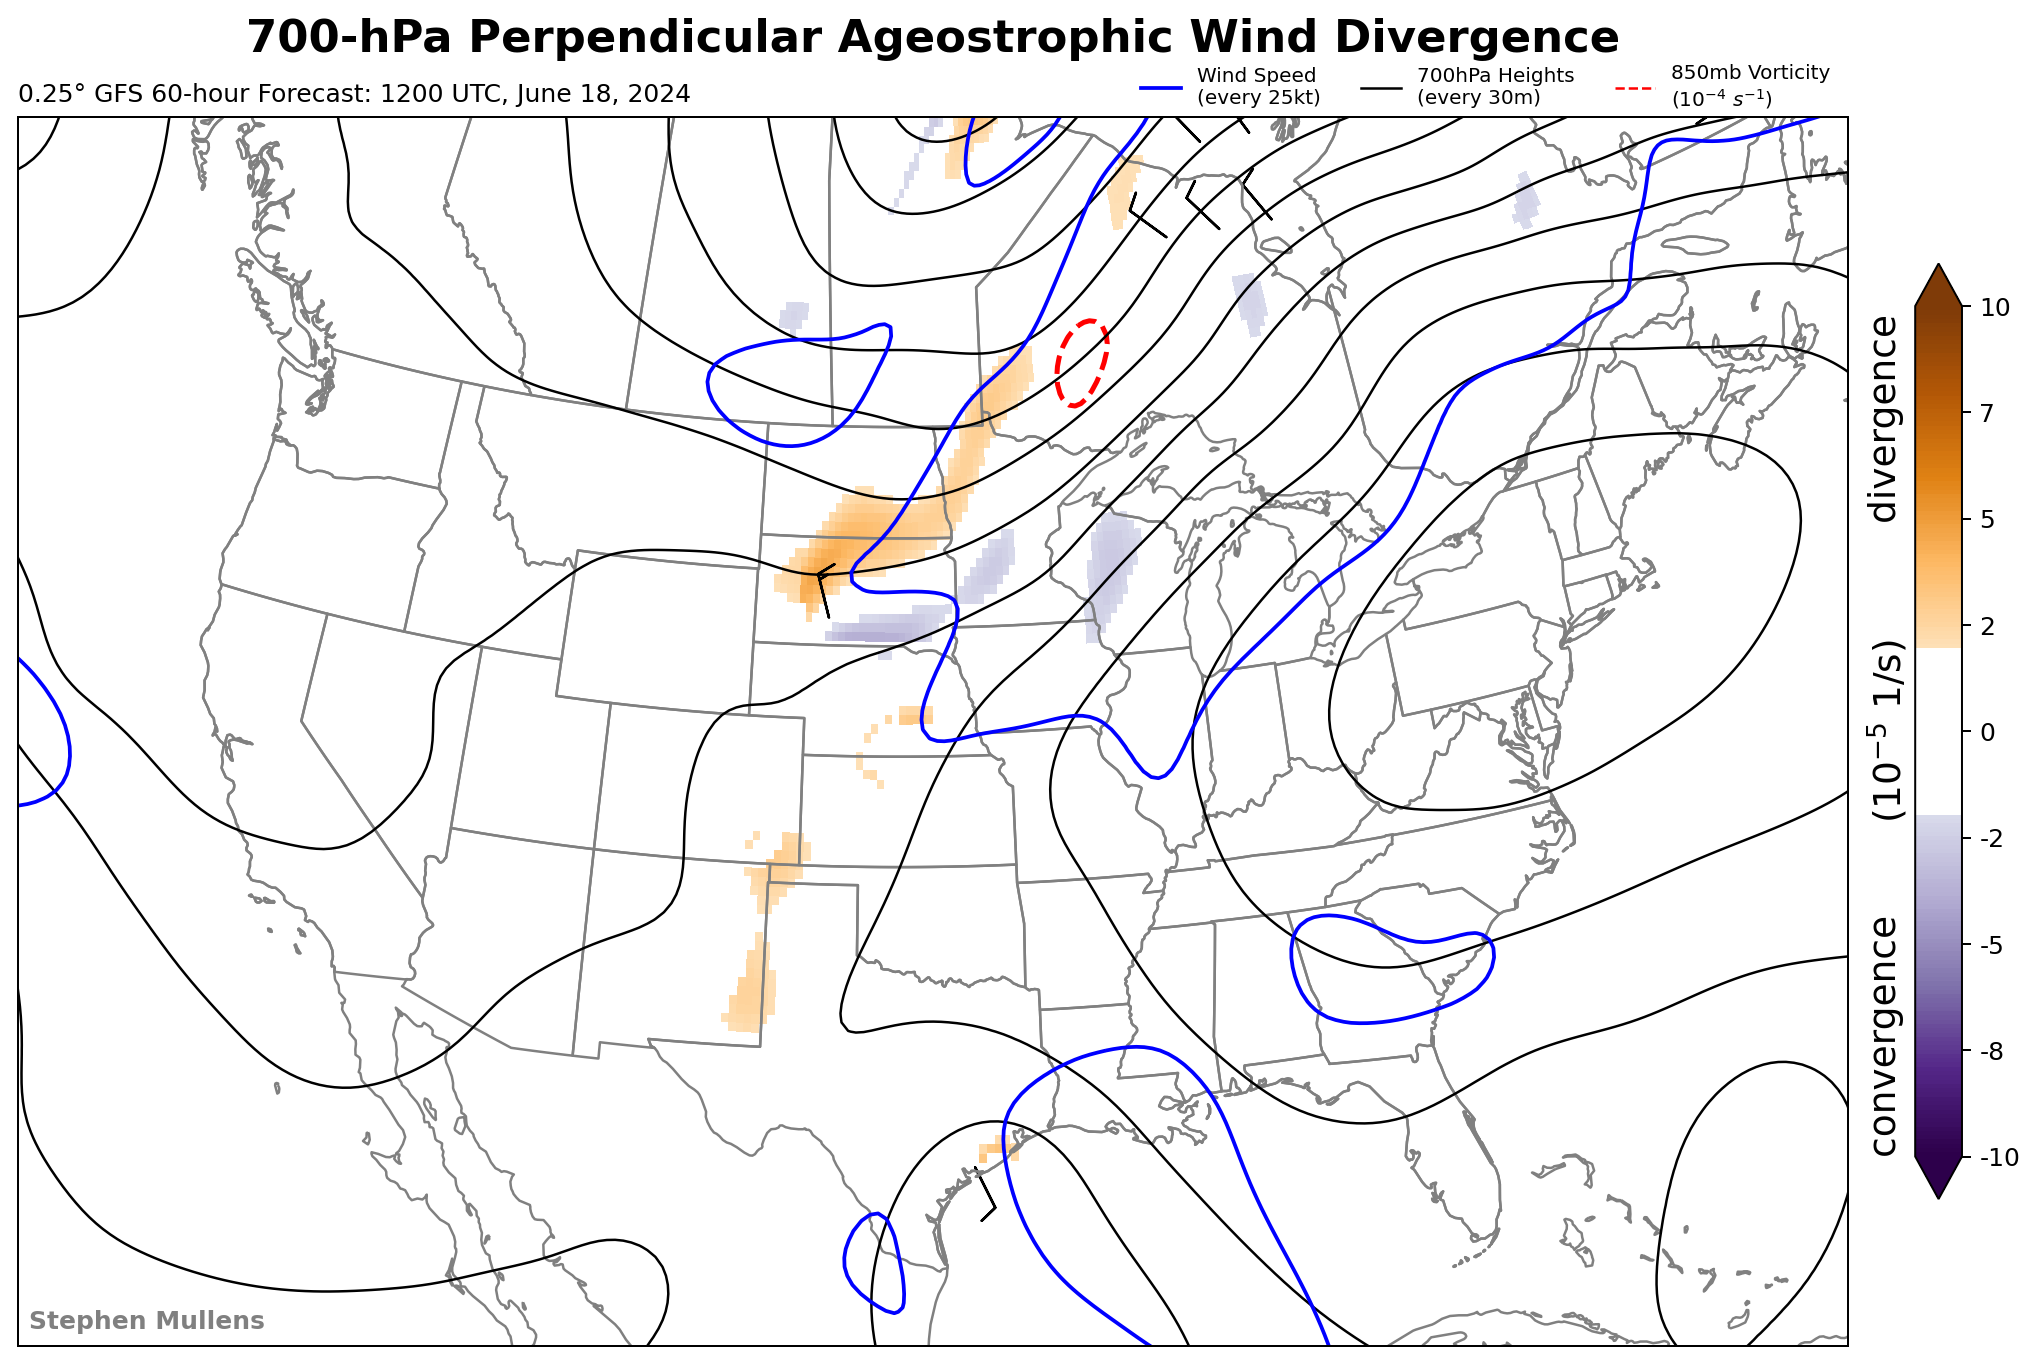 700-hPa Perpendicular Ageostrophic Wind Divergence
0.25° GFS 60-hour Forecast: 1200 UTC, June 18, 2024
Wind Speed
(every 25kt)
700hPa Heights
(every 30m)
850mb Vorticity
(10⁻⁴ s⁻¹)
divergence
(10⁻⁵ 1/s)
convergence
10
7
5
2
0
-2
-5
-8
-10
Stephen Mullens